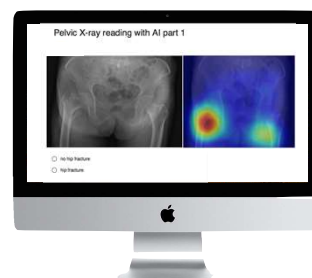 Pelvic X-ray reading with AI part 1
no hip fracture
hip fracture